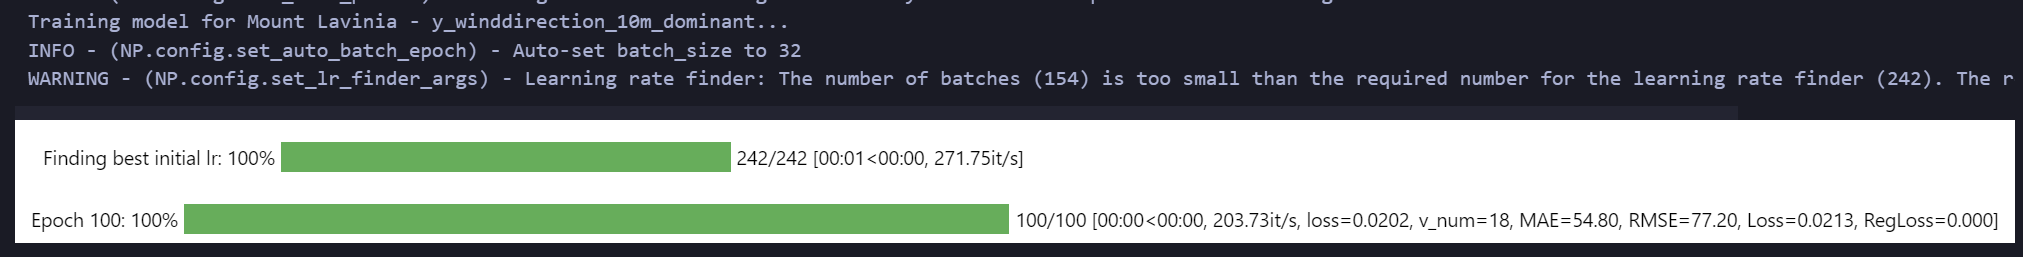 Training model for Mount Lavinia - y_winddirection_10m_dominant...
INFO - (NP.config.set_auto_batch_epoch) - Auto-set batch_size to 32
WARNING - (NP.config.set_lr_finder_args) - Learning rate finder: The number of batches (154) is too small than the required number for the learning rate finder (242). The r
Finding best initial lr: 100% 242/242 [00:01<00:00, 271.75it/s]
Epoch 100: 100% 100/100 [00:00<00:00, 203.73it/s, loss=0.0202, v_num=18, MAE=54.80, RMSE=77.20, Loss=0.0213, RegLoss=0.000]